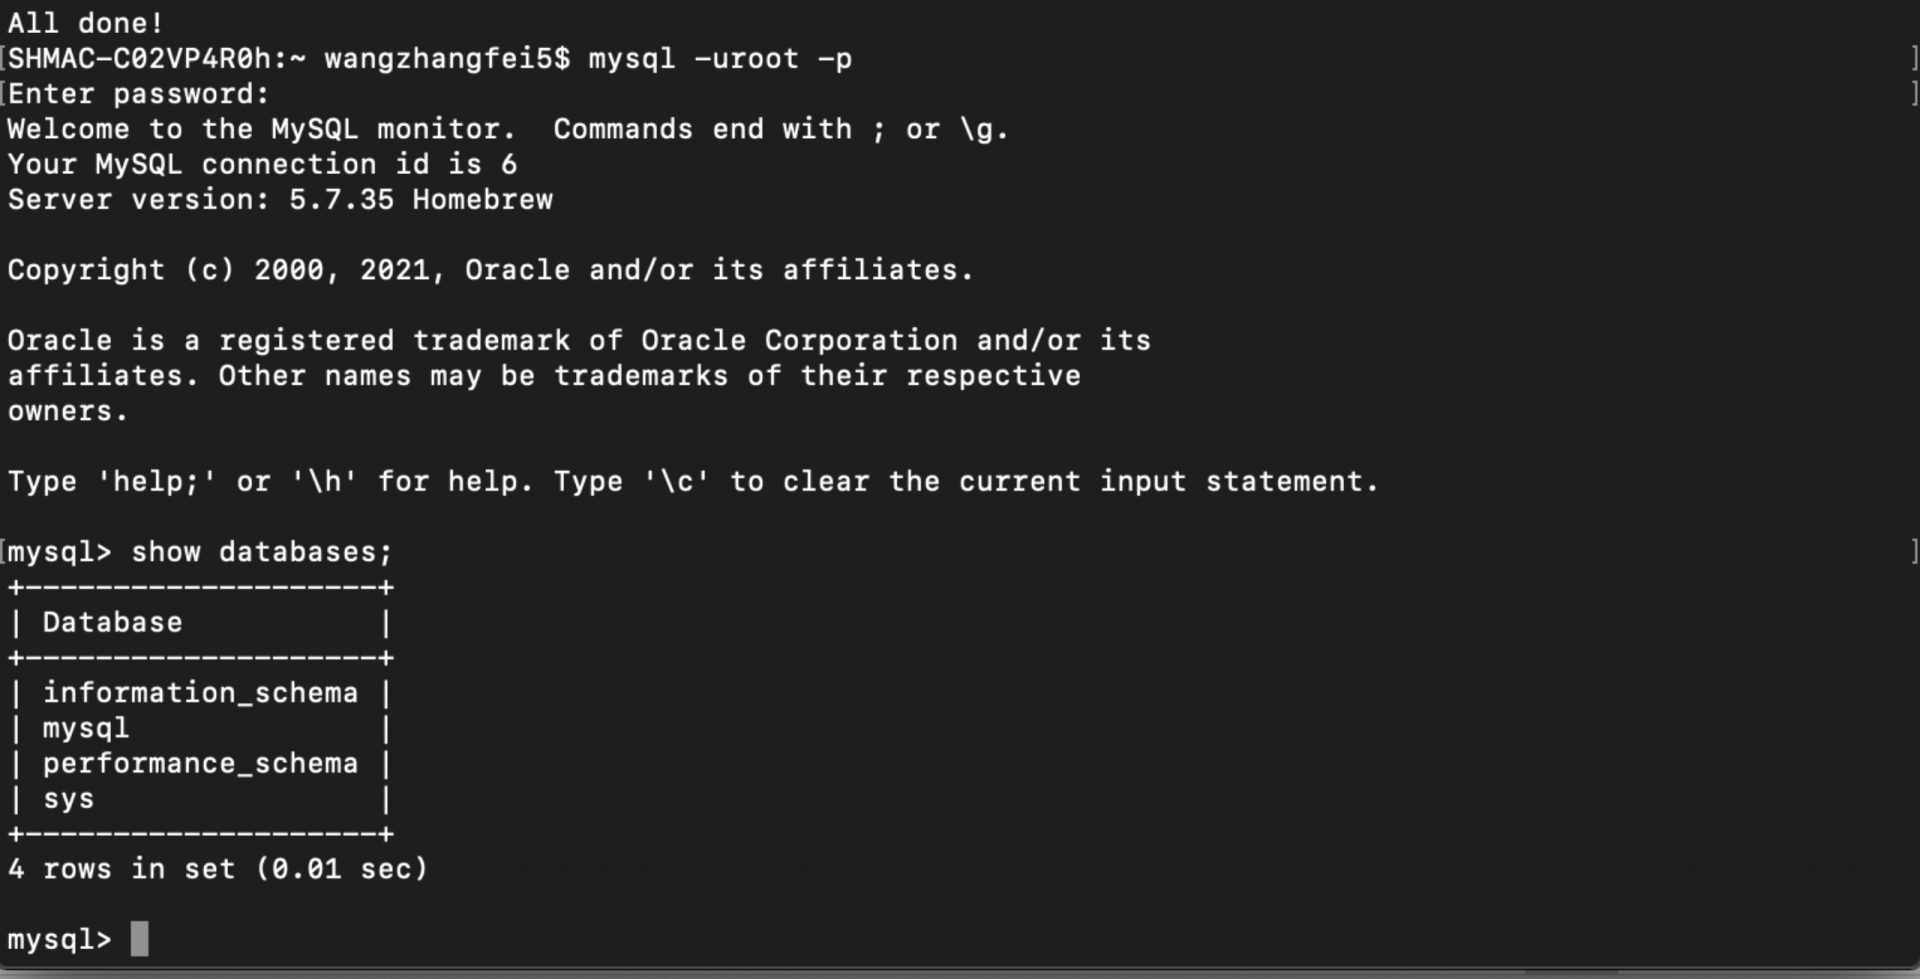 All done!
[SHMAC-C02VP4R0h:~ wangzhangfei5$ mysql -uroot -p ]
[Enter password: ]
Welcome to the MySQL monitor.  Commands end with ; or \g.
Your MySQL connection id is 6
Server version: 5.7.35 Homebrew

Copyright (c) 2000, 2021, Oracle and/or its affiliates.

Oracle is a registered trademark of Oracle Corporation and/or its
affiliates. Other names may be trademarks of their respective
owners.

Type 'help;' or '\h' for help. Type '\c' to clear the current input statement.

[mysql> show databases; ]
+--------------------+
| Database           |
+--------------------+
| information_schema |
| mysql              |
| performance_schema |
| sys                |
+--------------------+
4 rows in set (0.01 sec)

mysql>